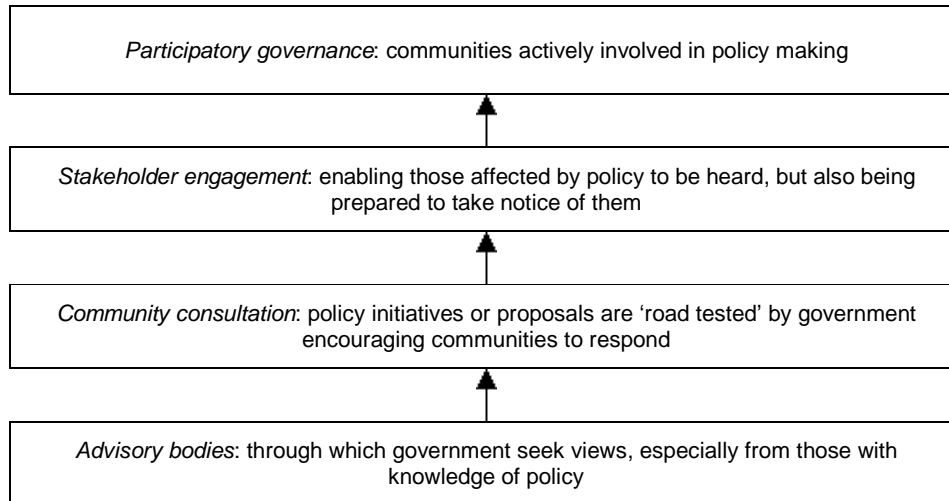 Participatory governance: communities actively involved in policy making
Stakeholder engagement: enabling those affected by policy to be heard, but also being
prepared to take notice of them
Community consultation: policy initiatives or proposals are ‘road tested’ by government
encouraging communities to respond
Advisory bodies: through which government seek views, especially from those with
knowledge of policy